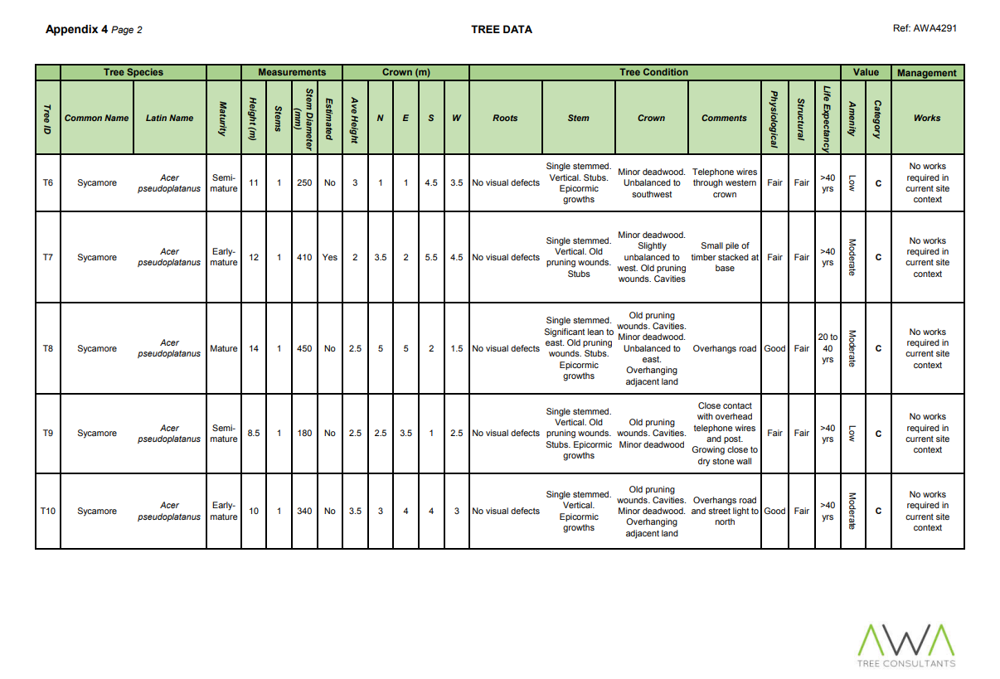 Appendix 4 Page 2
TREE DATA
Ref: AWA4291
Tree Species
Measurements
Crown (m)
Tree Condition
Value
Management
Tree ID
Common Name
Latin Name
Maturity
Height (m)
Stems
Stem Diameter
(mm)
Estimated
Ave Height
N
E
S
W
Roots
Stem
Crown
Comments
Physiological
Structural
Life Expectancy
Amenity
Category
Works
T6
Sycamore
Acer
pseudoplatanus
Semi-
mature
11
1
250
No
3
1
1
4.5
3.5
No visual defects
Single stemmed.
Vertical. Stubs.
Epicormic
growths
Minor deadwood.
Unbalanced to
southwest
Telephone wires
through western
crown
Fair
Fair
>40
yrs
Low
C
No works
required in
current site
context
T7
Sycamore
Acer
pseudoplatanus
Early-
mature
12
1
410
Yes
2
3.5
2
5.5
4.5
No visual defects
Single stemmed.
Vertical. Old
pruning wounds.
Stubs
Minor deadwood.
Slightly
unbalanced to
west. Old pruning
wounds. Cavities
Small pile of
timber stacked at
base
Fair
Fair
>40
yrs
Moderate
C
No works
required in
current site
context
T8
Sycamore
Acer
pseudoplatanus
Mature
14
1
450
No
2.5
5
5
2
1.5
No visual defects
Single stemmed.
Significant lean to
east. Old pruning
wounds. Stubs.
Epicormic
growths
Old pruning
wounds. Cavities.
Minor deadwood.
Unbalanced to
east.
Overhanging
adjacent land
Overhangs road
Good
Fair
20 to
40
yrs
Moderate
C
No works
required in
current site
context
T9
Sycamore
Acer
pseudoplatanus
Semi-
mature
8.5
1
180
No
2.5
2.5
3.5
1
2.5
No visual defects
Single stemmed.
Vertical. Old
pruning wounds.
Stubs. Epicormic
growths
Old pruning
wounds. Cavities.
Minor deadwood
Close contact
with overhead
telephone wires
and post.
Growing close to
dry stone wall
Fair
Fair
>40
yrs
Low
C
No works
required in
current site
context
T10
Sycamore
Acer
pseudoplatanus
Early-
mature
10
1
340
No
3.5
3
4
4
3
No visual defects
Single stemmed.
Vertical.
Epicormic
growths
Old pruning
wounds. Cavities.
Minor deadwood.
Overhanging
adjacent land
Overhangs road
and street light to
north
Good
Fair
>40
yrs
Moderate
C
No works
required in
current site
context
AWA
TREE CONSULTANTS